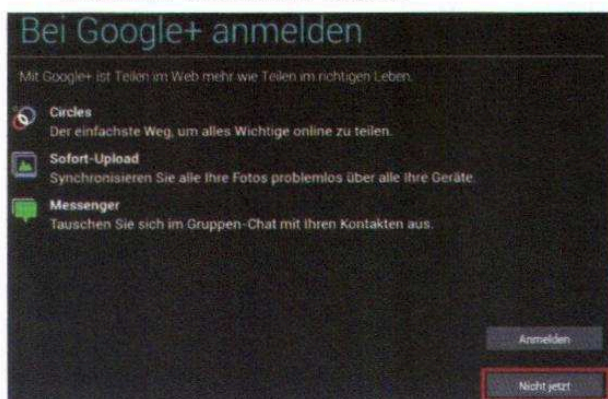 Bei Google+ anmelden
Mit Google+ ist Teilen im Web mehr wie Teilen im richtigen Leben.
Circles
Der einfachste Weg, um alles Wichtige online zu teilen.
Sofort-Upload
Synchronisieren Sie alle Ihre Fotos problemlos über alle Ihre Geräte.
Messenger
Tauschen Sie sich im Gruppen-Chat mit Ihren Kontakten aus.
Anmelden
Nicht jetzt